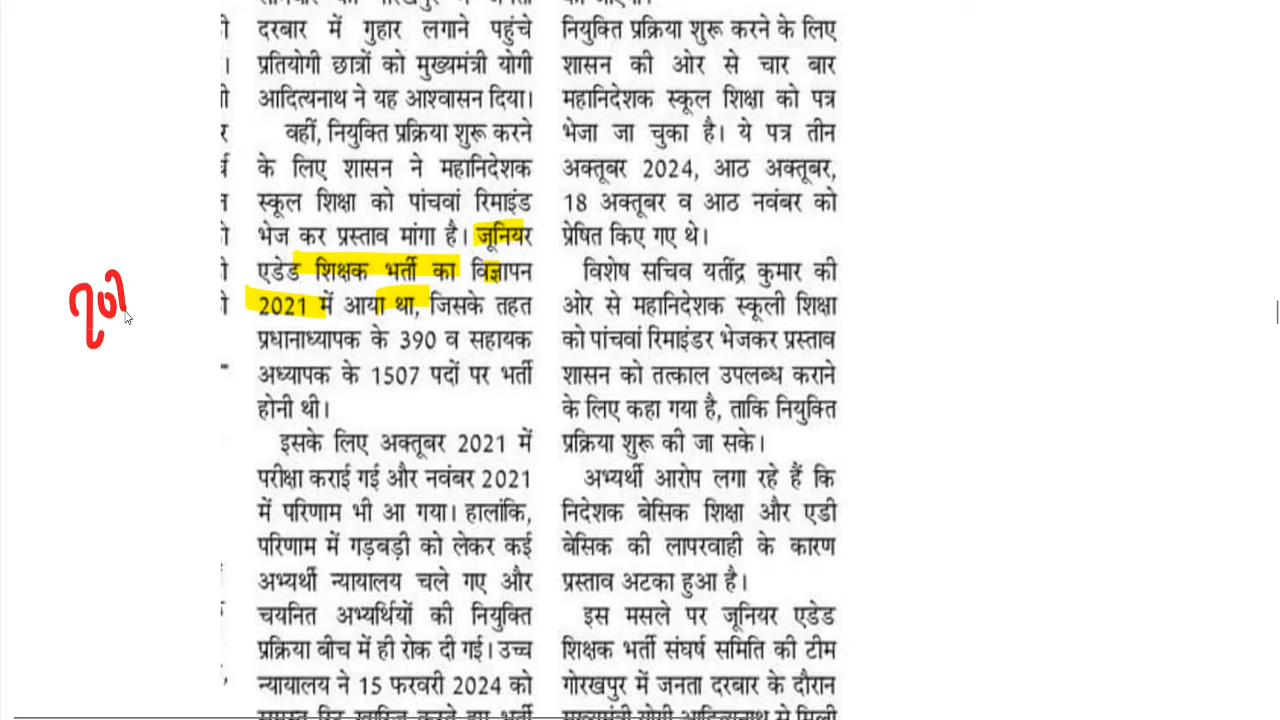 दरबार में गुहार लगाने पहुंचे
प्रतियोगी छात्रों को मुख्यमंत्री योगी
आदित्यनाथ ने यह आश्वासन दिया।
वहीं, नियुक्ति प्रक्रिया शुरू करने
के लिए शासन ने महानिदेशक
स्कूल शिक्षा को पांचवां रिमाइंड
भेज कर प्रस्ताव मांगा है। जूनियर
एडेड शिक्षक भर्ती का विज्ञापन
2021 में आया था, जिसके तहत
प्रधानाध्यापक के 390 व सहायक
अध्यापक के 1507 पदों पर भर्ती
होनी थी।
इसके लिए अक्तूबर 2021 में
परीक्षा कराई गई और नवंबर 2021
में परिणाम भी आ गया। हालांकि,
परिणाम में गड़बड़ी को लेकर कई
अभ्यर्थी न्यायालय चले गए और
चयनित अभ्यर्थियों की नियुक्ति
प्रक्रिया बीच में ही रोक दी गई। उच्च
न्यायालय ने 15 फरवरी 2024 को
नियुक्ति प्रक्रिया शुरू करने के लिए
शासन की ओर से चार बार
महानिदेशक स्कूल शिक्षा को पत्र
भेजा जा चुका है। ये पत्र तीन
अक्तूबर 2024, आठ अक्तूबर,
18 अक्तूबर व आठ नवंबर को
प्रेषित किए गए थे।
विशेष सचिव यतींद्र कुमार की
ओर से महानिदेशक स्कूली शिक्षा
को पांचवां रिमाइंडर भेजकर प्रस्ताव
शासन को तत्काल उपलब्ध कराने
के लिए कहा गया है, ताकि नियुक्ति
प्रक्रिया शुरू की जा सके।
अभ्यर्थी आरोप लगा रहे हैं कि
निदेशक बेसिक शिक्षा और एडी
बेसिक की लापरवाही के कारण
प्रस्ताव अटका हुआ है।
इस मसले पर जूनियर एडेड
शिक्षक भर्ती संघर्ष समिति की टीम
गोरखपुर में जनता दरबार के दौरान
मुख्यमंत्री योगी आदित्यनाथ से मिली